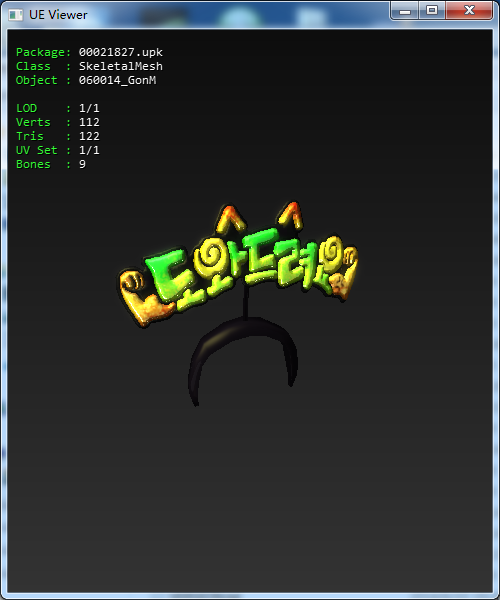 UE Viewer
Package: 00021827.upk
Class : SkeletalMesh
Object : 060014_GonM
LOD : 1/1
Verts : 112
Tris : 122
UV Set : 1/1
Bones : 9
도와드려요